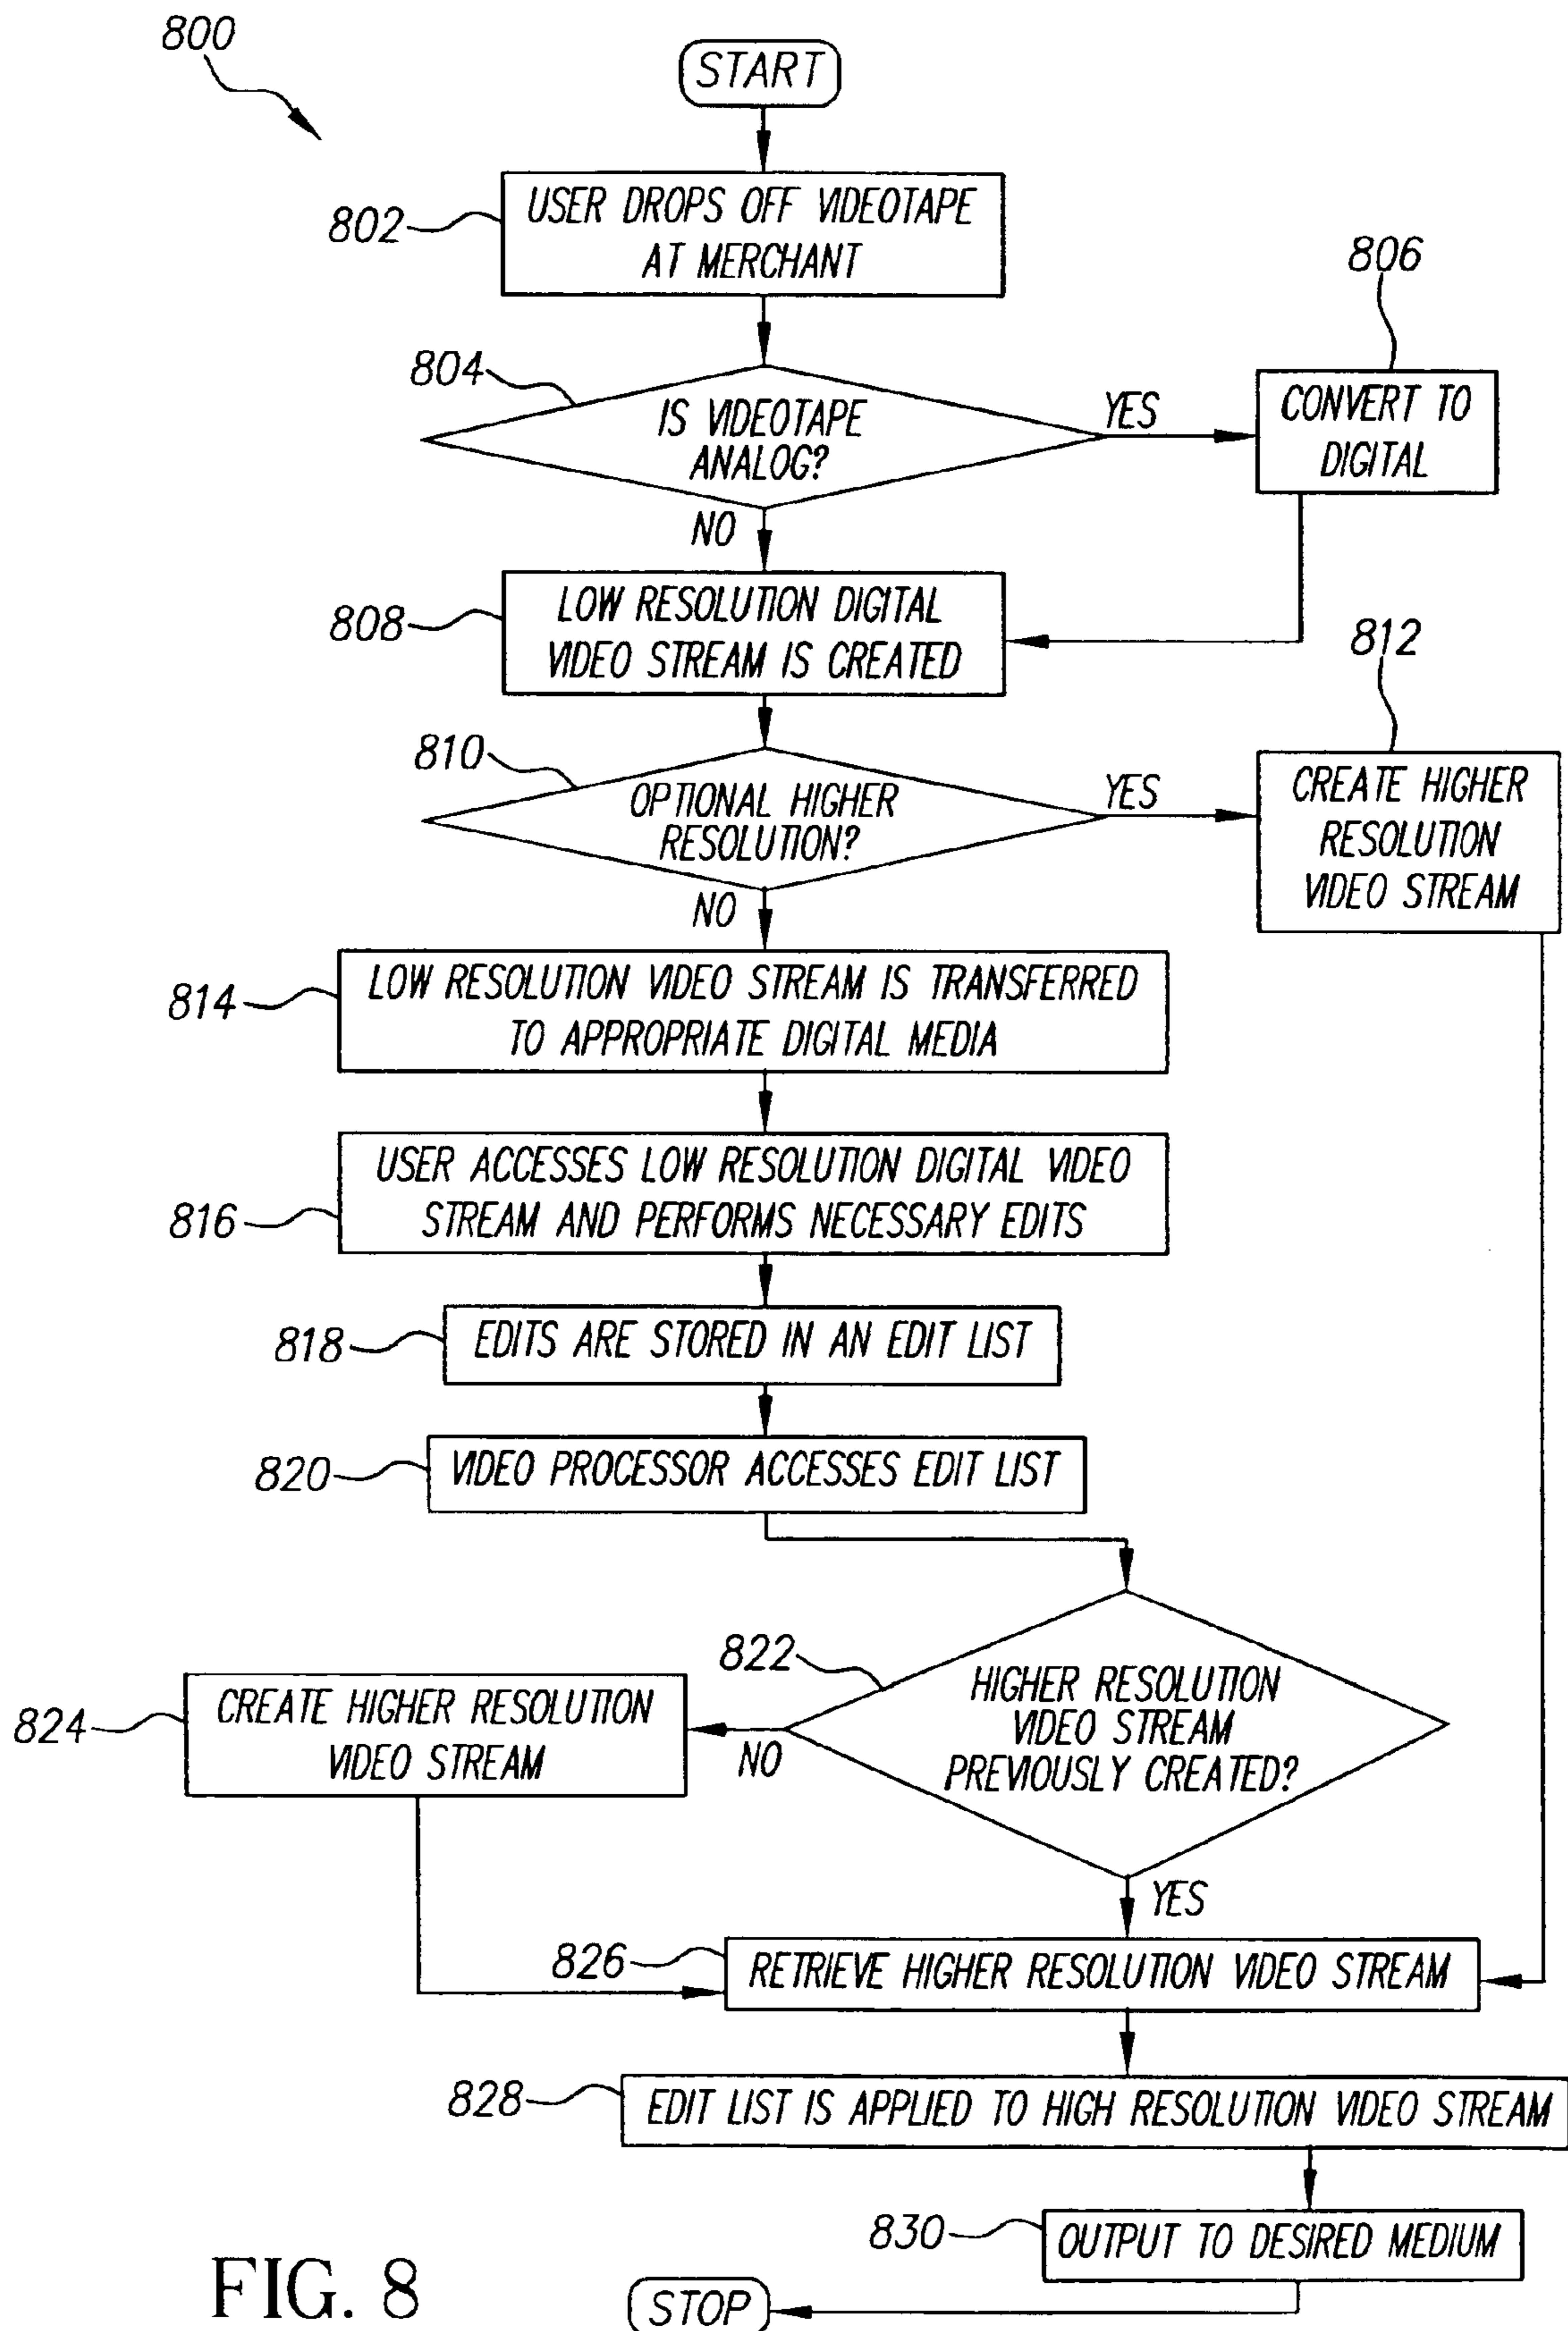 800
START
802
USER DROPS OFF VIDEOTAPE
AT MERCHANT
804
IS VIDEOTAPE
ANALOG?
YES
806
CONVERT TO
DIGITAL
NO
808
LOW RESOLUTION DIGITAL
VIDEO STREAM IS CREATED
810
OPTIONAL HIGHER
RESOLUTION?
YES
812
CREATE HIGHER
RESOLUTION
VIDEO STREAM
NO
814
LOW RESOLUTION VIDEO STREAM IS TRANSFERRED
TO APPROPRIATE DIGITAL MEDIA
816
USER ACCESSES LOW RESOLUTION DIGITAL VIDEO
STREAM AND PERFORMS NECESSARY EDITS
818
EDITS ARE STORED IN AN EDIT LIST
820
VIDEO PROCESSOR ACCESSES EDIT LIST
822
HIGHER RESOLUTION
VIDEO STREAM
PREVIOUSLY CREATED?
NO
824
CREATE HIGHER RESOLUTION
VIDEO STREAM
YES
826
RETRIEVE HIGHER RESOLUTION VIDEO STREAM
828
EDIT LIST IS APPLIED TO HIGH RESOLUTION VIDEO STREAM
830
OUTPUT TO DESIRED MEDIUM
STOP
FIG. 8